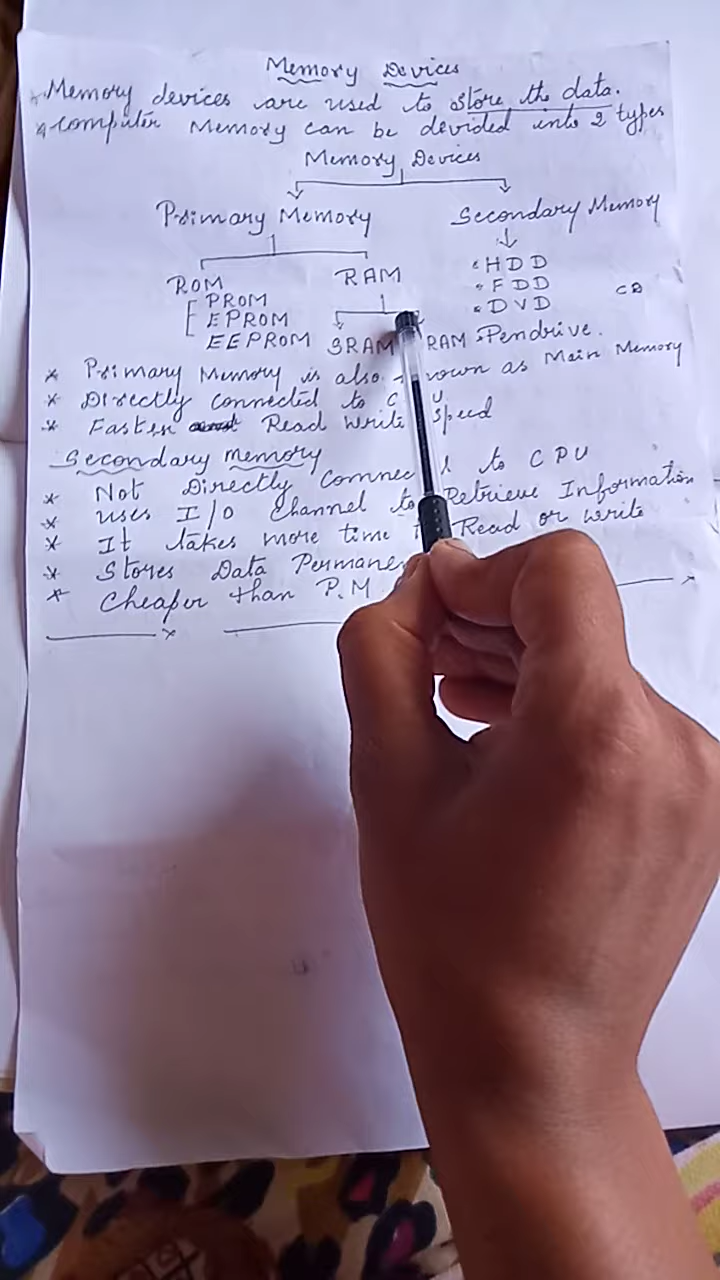 Memory Devices
Memory devices are used to store the data.
Computer Memory can be devided into 2 types
Memory Devices
Primary Memory Secondary Memory
ROM RAM HDD
PROM FDD CD
EPROM DVD
EEPROM SRAM RAM Pendrive.
* Primary Memory is also as Main Memory
* Directly connected to
* Faster Read Write Speed
Secondary memory
* Not Directly to CPU
* Uses I/O channel to Retrieve Information
* It takes more time Read or write
* Stores Data
* Cheaper than P.M